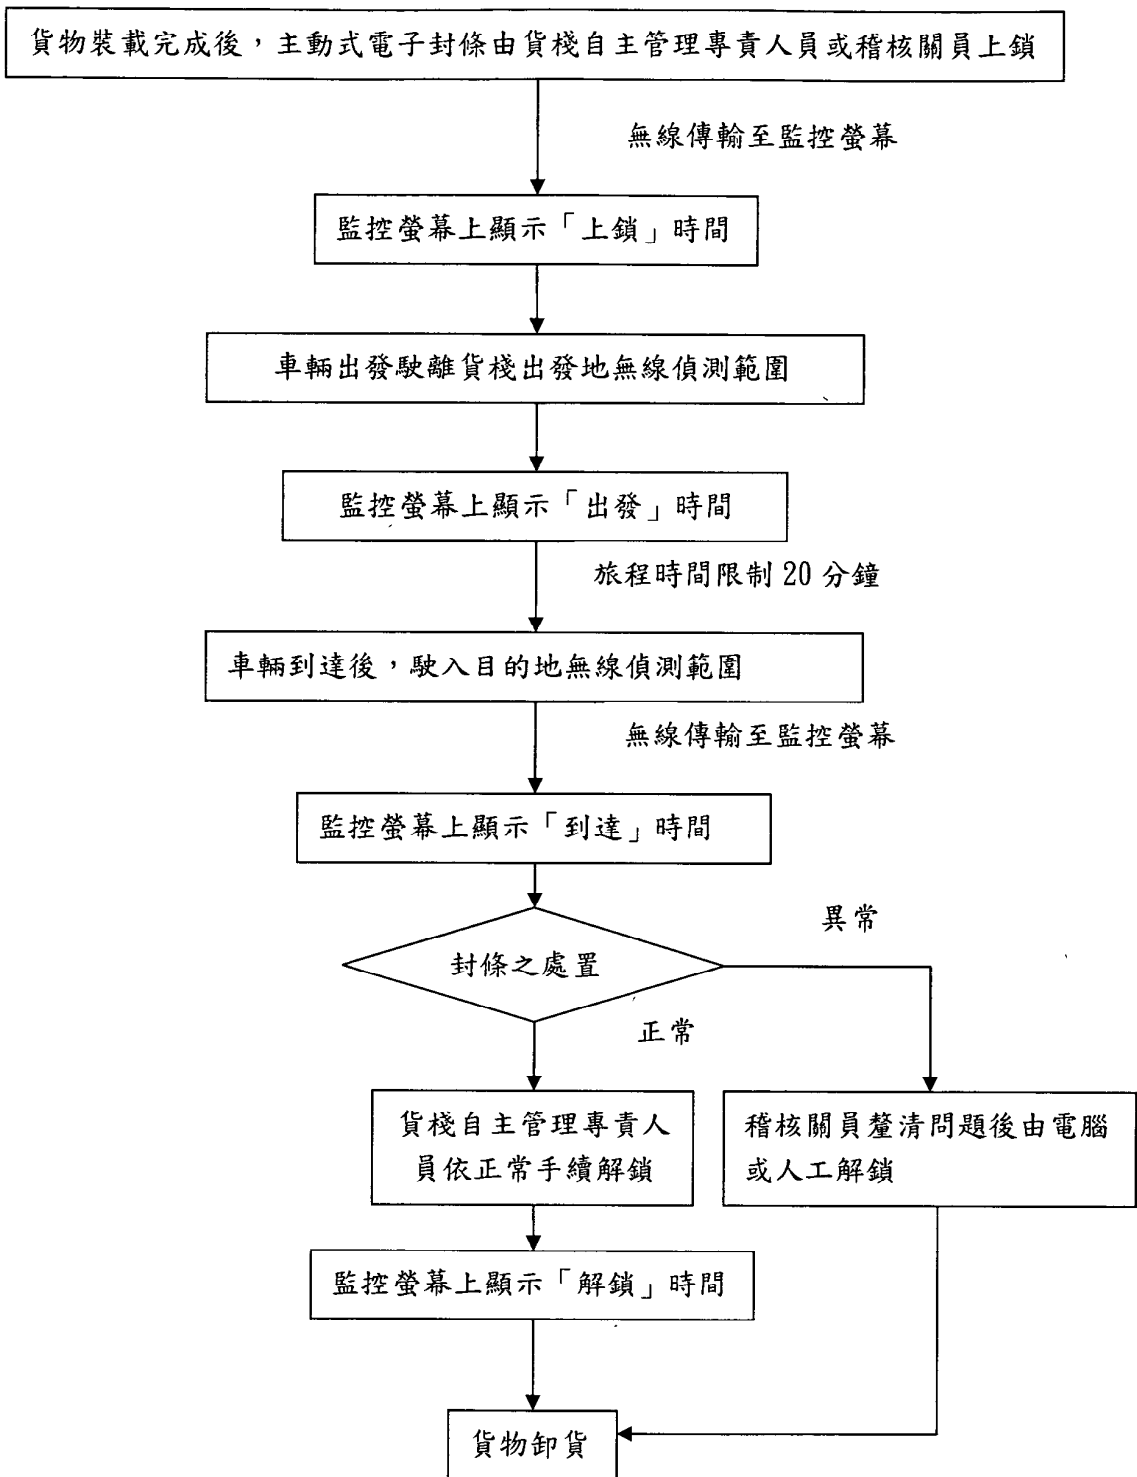 貨物裝載完成後，主動式電子封條由貨棧自主管理專責人員或稽核關員上鎖
無線傳輸至監控螢幕
監控螢幕上顯示「上鎖」時間
車輛出發駛離貨棧出發地無線偵測範圍
監控螢幕上顯示「出發」時間
旅程時間限制 20 分鐘
車輛到達後，駛入目的地無線偵測範圍
無線傳輸至監控螢幕
監控螢幕上顯示「到達」時間
異常
封條之處置
正常
貨棧自主管理專責人
員依正常手續解鎖
稽核關員釐清問題後由電腦
或人工解鎖
監控螢幕上顯示「解鎖」時間
貨物卸貨